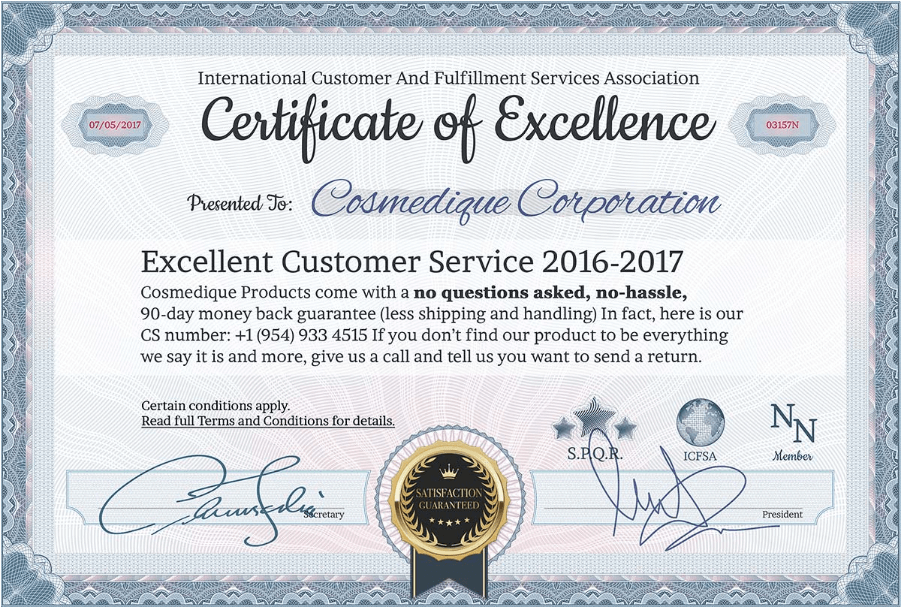 International Customer And Fulfillment Services Association
Certificate of Excellence
07/05/2017
03157N
Presented To: Cosmedique Corporation
Excellent Customer Service 2016-2017
Cosmedique Products come with a no questions asked, no-hassle,
90-day money back guarantee (less shipping and handling) In fact, here is our
CS number: +1 (954) 933 4515 If you don't find our product to be everything
we say it is and more, give us a call and tell us you want to send a return.
Certain conditions apply.
Read full Terms and Conditions for details.
S.P.Q.R.
ICFSA
NN
Member
SATISFACTION
GUARANTEED
Secretary
President